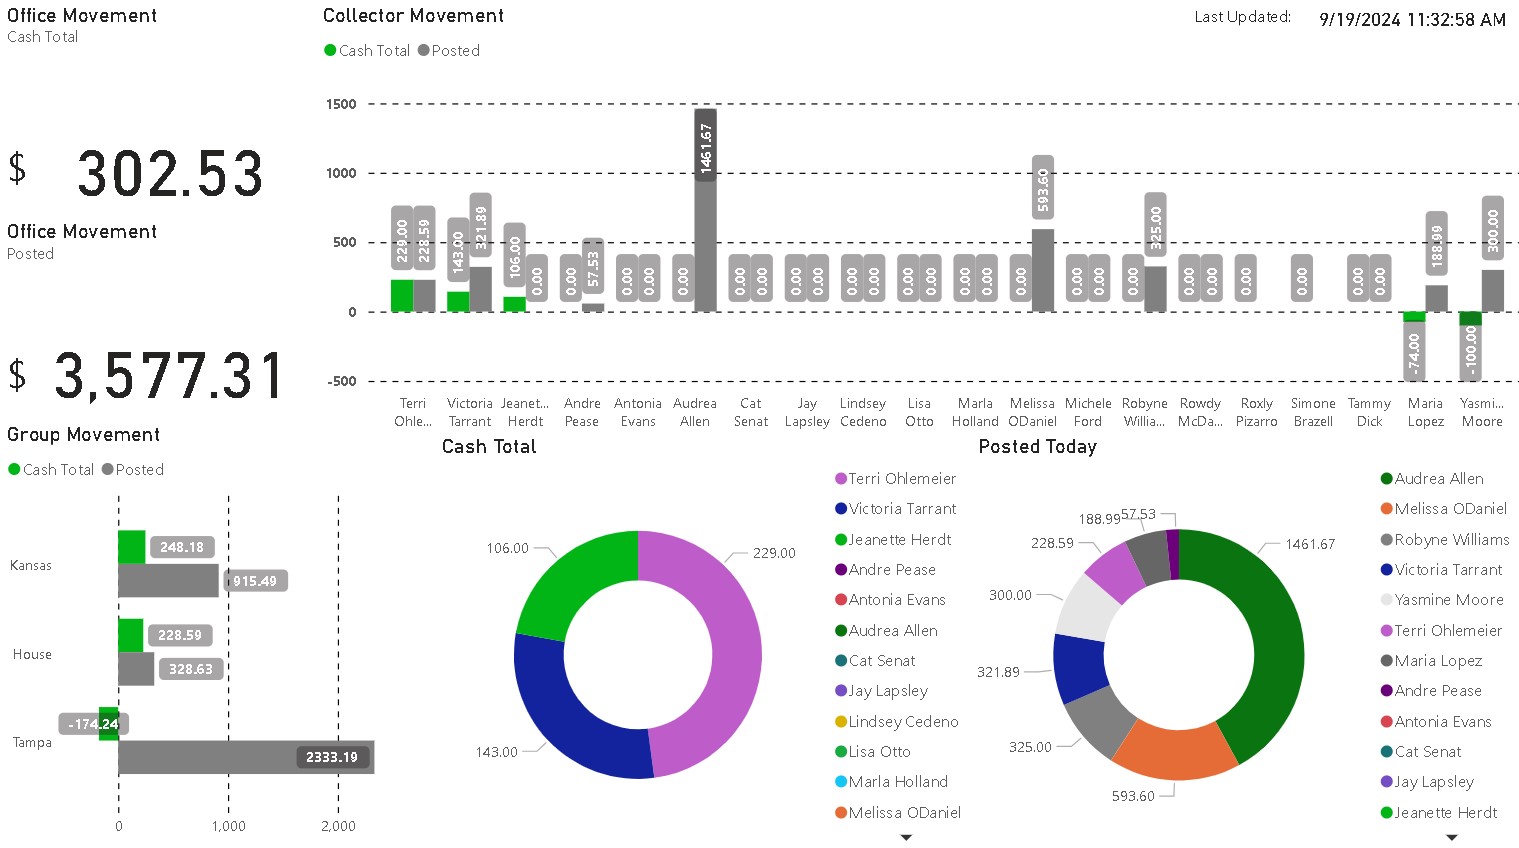 Office Movement
Cash Total
$ 302.53
Office Movement
Posted
$ 3,577.31
Collector Movement
Cash Total Posted
Last Updated: 9/19/2024 11:32:58 AM
1500
1000
500
0
-500
229.00 228.59
143.00 321.89
106.00 0.00
0.00 57.53
0.00 0.00
0.00 1461.67
0.00 0.00
0.00 0.00
0.00 0.00
0.00 0.00
0.00 0.00
0.00 593.60
0.00 0.00
0.00 325.00
0.00 0.00
0.00
0.00
0.00 0.00
-74.00 188.99
-100.00 300.00
Terri Ohle...
Victoria Tarrant
Jeanet... Herdt
Andre Pease
Antonia Evans
Audrea Allen
Cat Senat
Jay Lapsley
Lindsey Cedeno
Lisa Otto
Marla Holland
Melissa ODaniel
Michele Ford
Robyne Willia...
Rowdy McDa...
Roxly Pizarro
Simone Brazell
Tammy Dick
Maria Lopez
Yasmi... Moore
Group Movement
Cash Total Posted
Kansas
248.18
915.49
House
228.59
328.63
Tampa
-174.24
2333.19
0 1,000 2,000
Cash Total
106.00
229.00
143.00
Terri Ohlemeier
Victoria Tarrant
Jeanette Herdt
Andre Pease
Antonia Evans
Audrea Allen
Cat Senat
Jay Lapsley
Lindsey Cedeno
Lisa Otto
Marla Holland
Melissa ODaniel
Posted Today
57.53
188.99
228.59
300.00
321.89
325.00
593.60
1461.67
Audrea Allen
Melissa ODaniel
Robyne Williams
Victoria Tarrant
Yasmine Moore
Terri Ohlemeier
Maria Lopez
Andre Pease
Antonia Evans
Cat Senat
Jay Lapsley
Jeanette Herdt